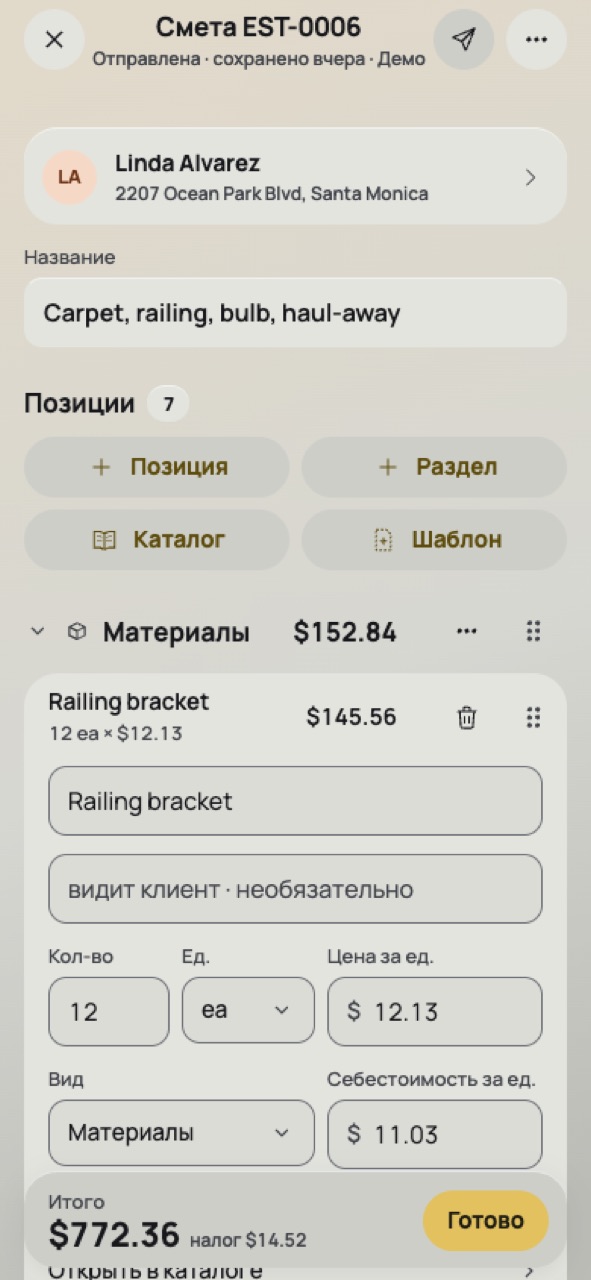 Смета EST-0006
Отправлена · сохранено вчера · Демо
LA
Linda Alvarez
2207 Ocean Park Blvd, Santa Monica
Название
Carpet, railing, bulb, haul-away
Позиции 7
+ Позиция
+ Раздел
Каталог
Шаблон
Материалы $152.84
Railing bracket
12 ea × $12.13
$145.56
Railing bracket
видит клиент · необязательно
Кол-во Ед. Цена за ед.
12 ea $ 12.13
Вид Себестоимость за ед.
Материалы $ 11.03
Итого
$772.36 налог $14.52
Готово
Открыть в каталоге